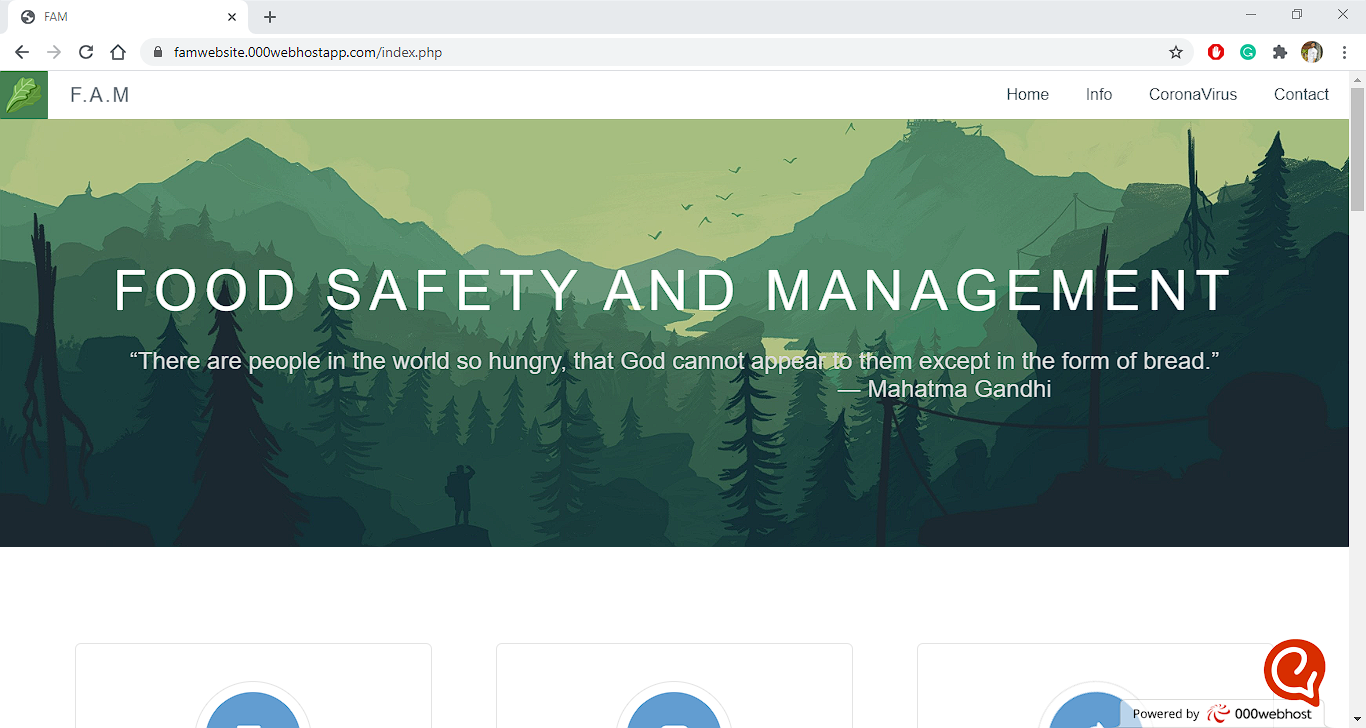 FAM
famwebsite.000webhostapp.com/index.php
F.A.M
Home Info CoronaVirus Contact
FOOD SAFETY AND MANAGEMENT
“There are people in the world so hungry, that God cannot appear to them except in the form of bread.”
— Mahatma Gandhi
Powered by 000webhost